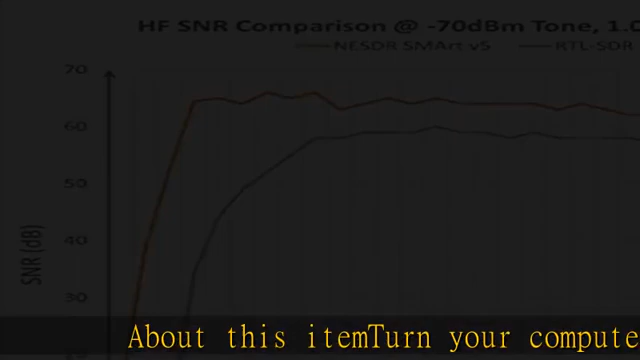 HF SNR Comparison @ -70dBm Tone, 1.0
NESDR SMArt v5 RTL-SDR
70
60
50
40
30
SNR (dB)
About this itemTurn your compute